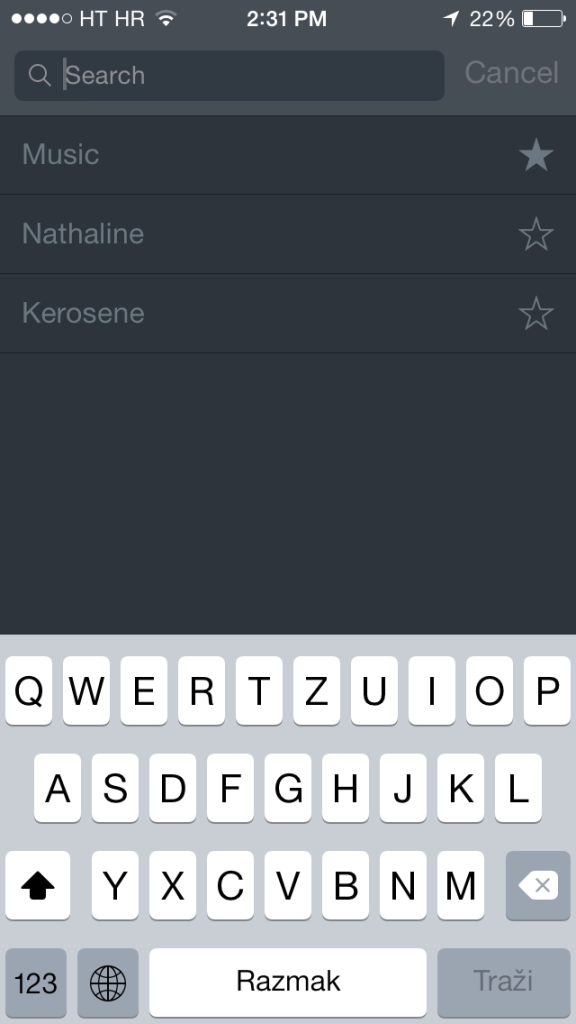 HT HR 2:31 PM 22%
Search Cancel
Music
Nathaline
Kerosene
Q W E R T Z U I O P
A S D F G H J K L
Y X C V B N M
123 Razmak Traži